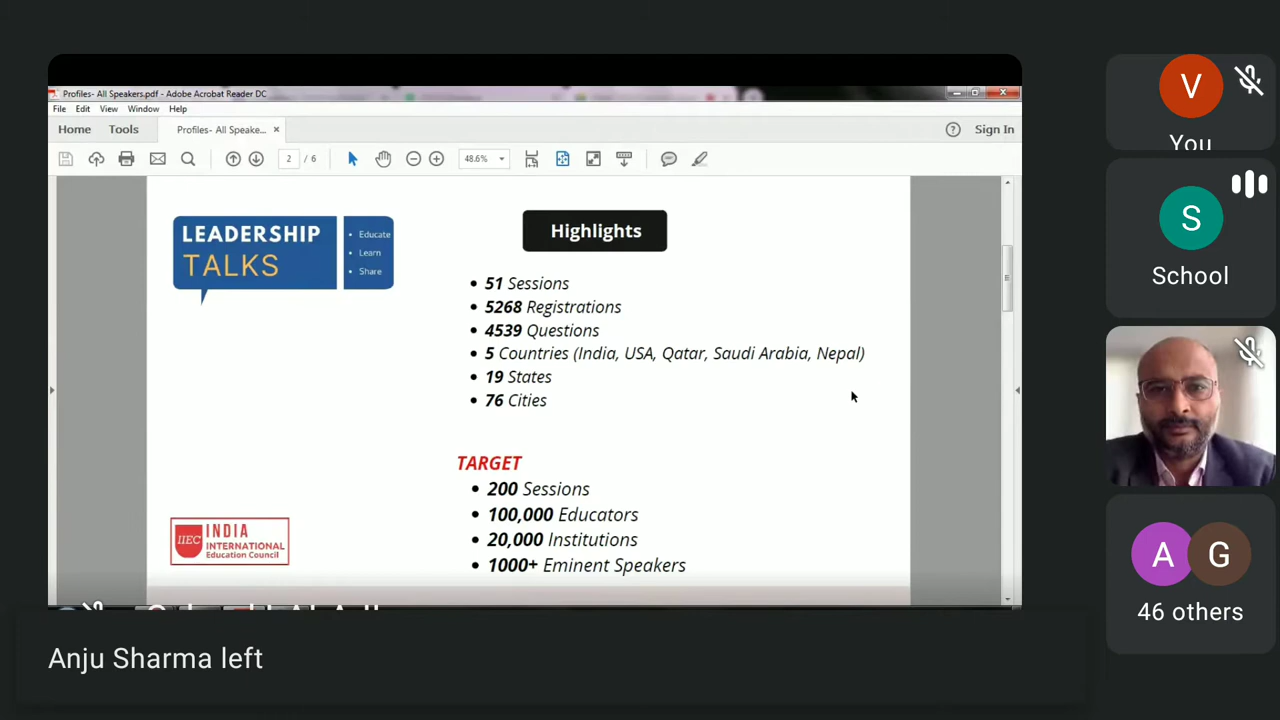 Profiles- All Speakers.pdf - Adobe Acrobat Reader DC
File Edit View Window Help
Home Tools Profiles- All Speake... × Sign In
2 / 6 48.6%
LEADERSHIP
TALKS
• Educate
• Learn
• Share
Highlights
• 51 Sessions
• 5268 Registrations
• 4539 Questions
• 5 Countries (India, USA, Qatar, Saudi Arabia, Nepal)
• 19 States
• 76 Cities
TARGET
• 200 Sessions
• 100,000 Educators
• 20,000 Institutions
• 1000+ Eminent Speakers
IIEC
INDIA
INTERNATIONAL
Education Council
V
You
S
School
A G
46 others
Anju Sharma left